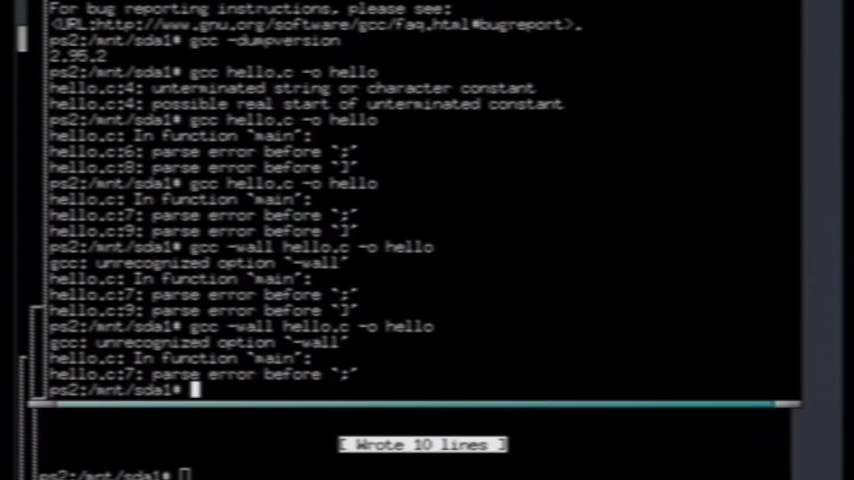 For bug reporting instructions, please see:
<URL:http://www.gnu.org/software/gcc/faq.html#bugreport>.
ps2:/mnt/sda1# gcc -dumpversion
2.95.2
ps2:/mnt/sda1# gcc hello.c -o hello
hello.c:4: unterminated string or character constant
hello.c:4: possible real start of unterminated constant
ps2:/mnt/sda1# gcc hello.c -o hello
hello.c: In function `main':
hello.c:6: parse error before `;'
hello.c:8: parse error before `}'
ps2:/mnt/sda1# gcc hello.c -o hello
hello.c: In function `main':
hello.c:7: parse error before `;'
hello.c:9: parse error before `}'
ps2:/mnt/sda1# gcc -wall hello.c -o hello
gcc: unrecognized option `-wall'
hello.c: In function `main':
hello.c:7: parse error before `;'
hello.c:9: parse error before `}'
ps2:/mnt/sda1# gcc -wall hello.c -o hello
gcc: unrecognized option `-wall'
hello.c: In function `main':
hello.c:7: parse error before `;'
ps2:/mnt/sda1#
[ Wrote 10 lines ]
ps2:/mnt/sda1#